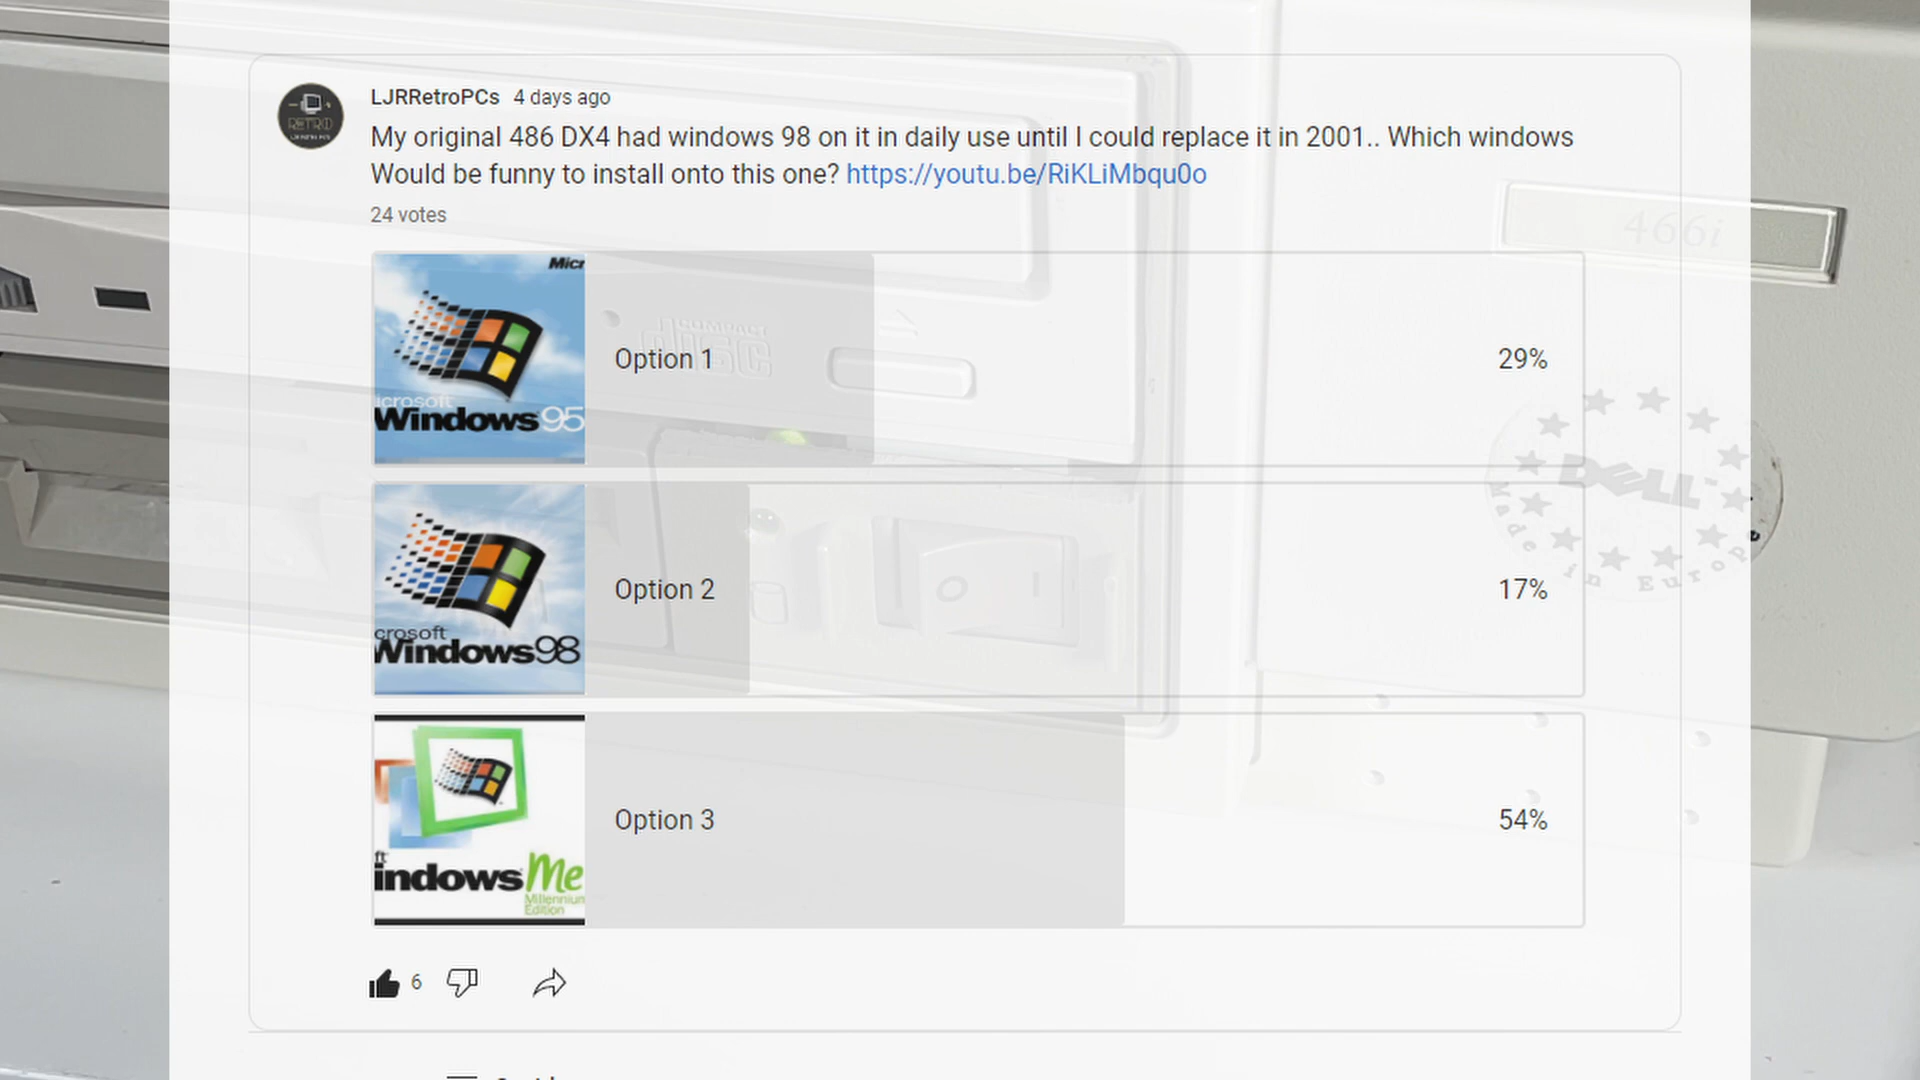 LJRRetroPCs 4 days ago
My original 486 DX4 had windows 98 on it in daily use until I could replace it in 2001.. Which windows
Would be funny to install onto this one? https://youtu.be/RiKLiMbqu0o
24 votes
466i
Micr
icrosoft
Windows95
COMPACT
disc
Option 1
29%
DELL
Made in Europe
crosoft
Windows98
Option 2
17%
ft
indowsMe
Millennium
Edition
Option 3
54%
6